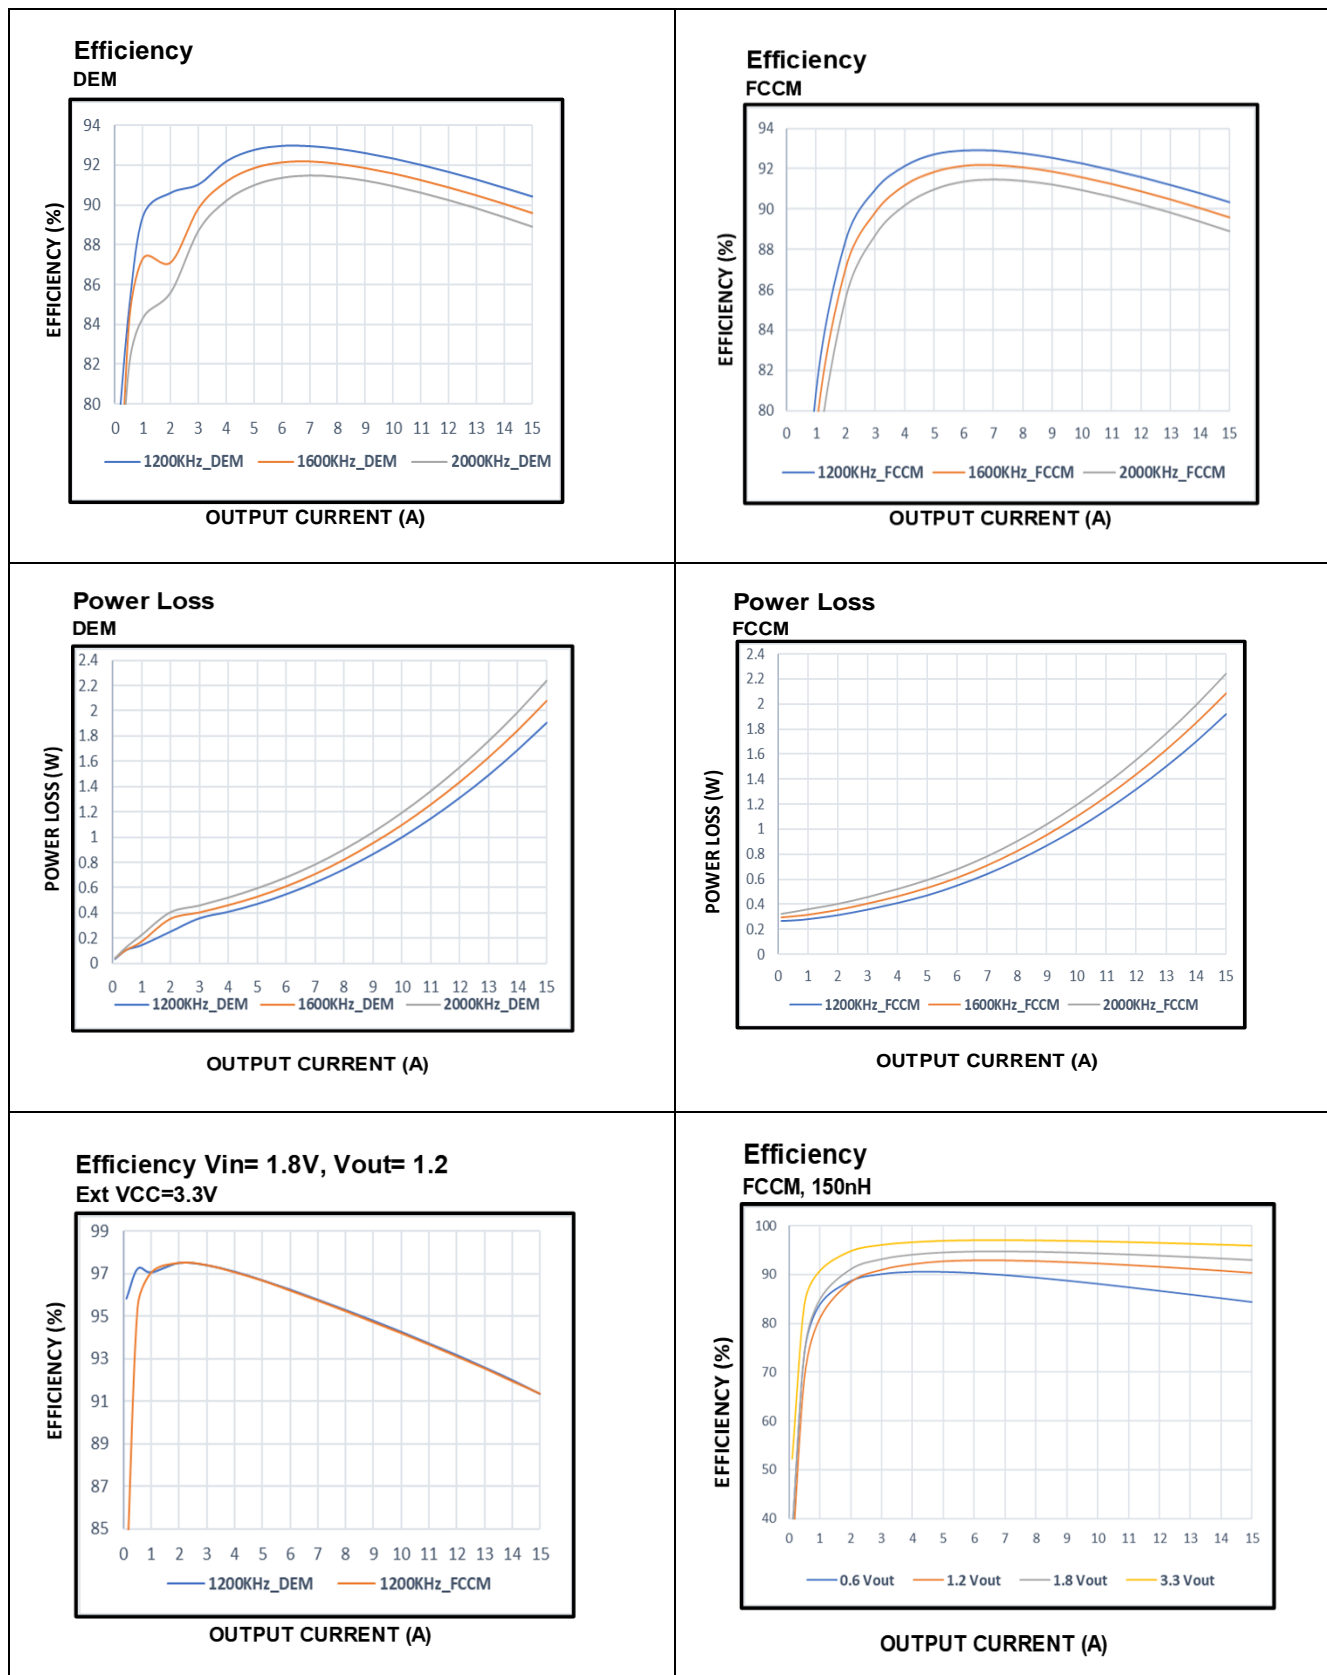 Efficiency
DEM
EFFICIENCY (%)
94
92
90
88
86
84
82
80
0 1 2 3 4 5 6 7 8 9 10 11 12 13 14 15
1200KHz_DEM 1600KHz_DEM 2000KHz_DEM
OUTPUT CURRENT (A)
Efficiency
FCCM
EFFICIENCY (%)
94
92
90
88
86
84
82
80
0 1 2 3 4 5 6 7 8 9 10 11 12 13 14 15
1200KHz_FCCM 1600KHz_FCCM 2000KHz_FCCM
OUTPUT CURRENT (A)
Power Loss
DEM
POWER LOSS (W)
2.4
2.2
2
1.8
1.6
1.4
1.2
1
0.8
0.6
0.4
0.2
0
0 1 2 3 4 5 6 7 8 9 10 11 12 13 14 15
1200KHz_DEM 1600KHz_DEM 2000KHz_DEM
OUTPUT CURRENT (A)
Power Loss
FCCM
POWER LOSS (W)
2.4
2.2
2
1.8
1.6
1.4
1.2
1
0.8
0.6
0.4
0.2
0
0 1 2 3 4 5 6 7 8 9 10 11 12 13 14 15
1200KHz_FCCM 1600KHz_FCCM 2000KHz_FCCM
OUTPUT CURRENT (A)
Efficiency Vin= 1.8V, Vout= 1.2
Ext VCC=3.3V
EFFICIENCY (%)
99
97
95
93
91
89
87
85
0 1 2 3 4 5 6 7 8 9 10 11 12 13 14 15
1200KHz_DEM 1200KHz_FCCM
OUTPUT CURRENT (A)
Efficiency
FCCM, 150nH
EFFICIENCY (%)
100
90
80
70
60
50
40
0 1 2 3 4 5 6 7 8 9 10 11 12 13 14 15
0.6 Vout 1.2 Vout 1.8 Vout 3.3 Vout
OUTPUT CURRENT (A)